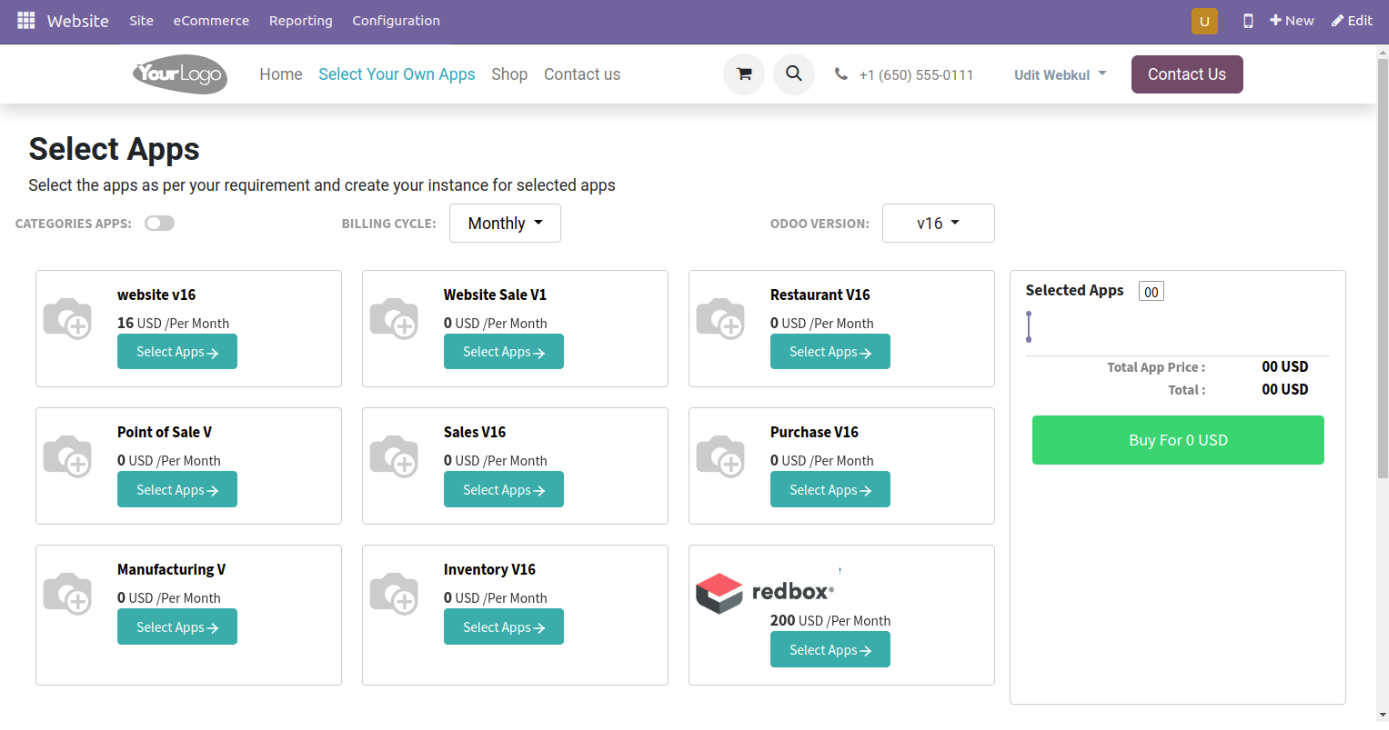 Website Site eCommerce Reporting Configuration U New Edit
YourLogo Home Select Your Own Apps Shop Contact us +1 (650) 555-0111 Udit Webkul Contact Us
Select Apps
Select the apps as per your requirement and create your instance for selected apps
CATEGORIES APPS: BILLING CYCLE: Monthly ODOO VERSION: v16
website v16
16 USD /Per Month
Select Apps→
Website Sale V1
0 USD /Per Month
Select Apps→
Restaurant V16
0 USD /Per Month
Select Apps→
Point of Sale V
0 USD /Per Month
Select Apps→
Sales V16
0 USD /Per Month
Select Apps→
Purchase V16
0 USD /Per Month
Select Apps→
Manufacturing V
0 USD /Per Month
Select Apps→
Inventory V16
0 USD /Per Month
Select Apps→
redbox®
200 USD /Per Month
Select Apps→
Selected Apps 00
Total App Price : 00 USD
Total : 00 USD
Buy For 0 USD